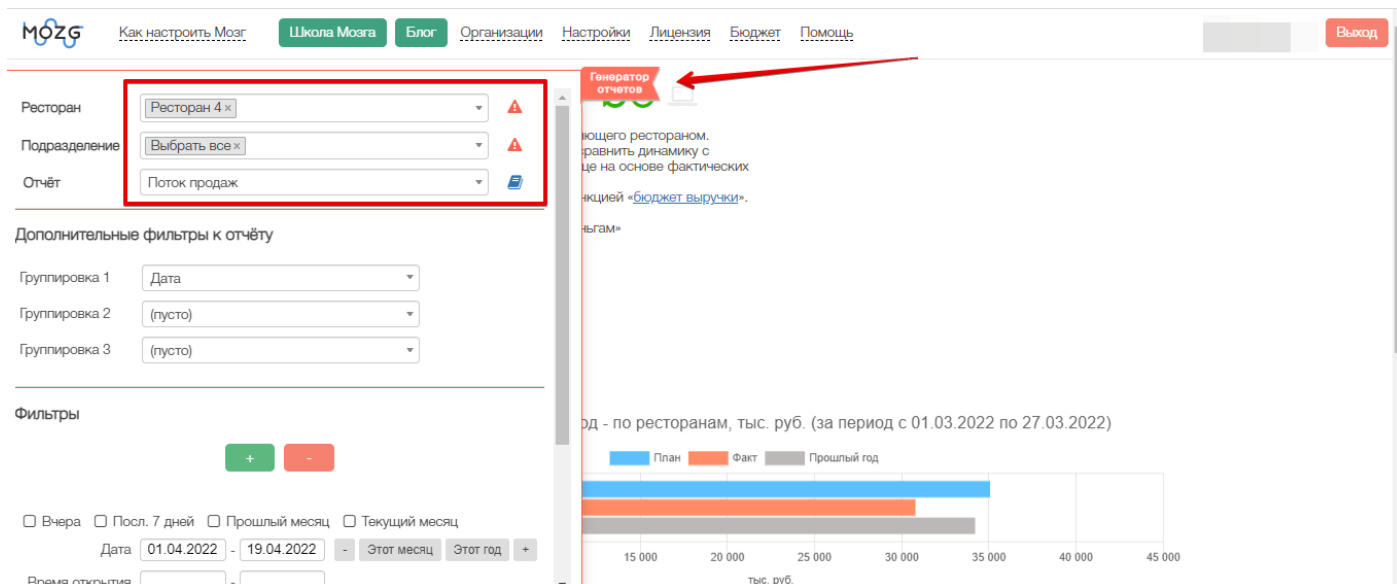 MOZG Как настроить Мозг Школа Мозга Блог Организации Настройки Лицензия Бюджет Помощь Выход
Генератор
отчетов
Ресторан Ресторан 4 ×
Подразделение Выбрать все ×
Отчёт Поток продаж
Дополнительные фильтры к отчёту
Группировка 1 Дата
Группировка 2 (пусто)
Группировка 3 (пусто)
Фильтры
+ -
Вчера Посл. 7 дней Прошлый месяц Текущий месяц
Дата 01.04.2022 - 19.04.2022 - Этот месяц Этот год +
Время открытия -
ющего рестораном.
сравнить динамику с
це на основе фактических
нкцией «бюджет выручки».
ньгам»
од - по ресторанам, тыс. руб. (за период с 01.03.2022 по 27.03.2022)
План Факт Прошлый год
15 000 20 000 25 000 30 000 35 000 40 000 45 000
тыс. руб.